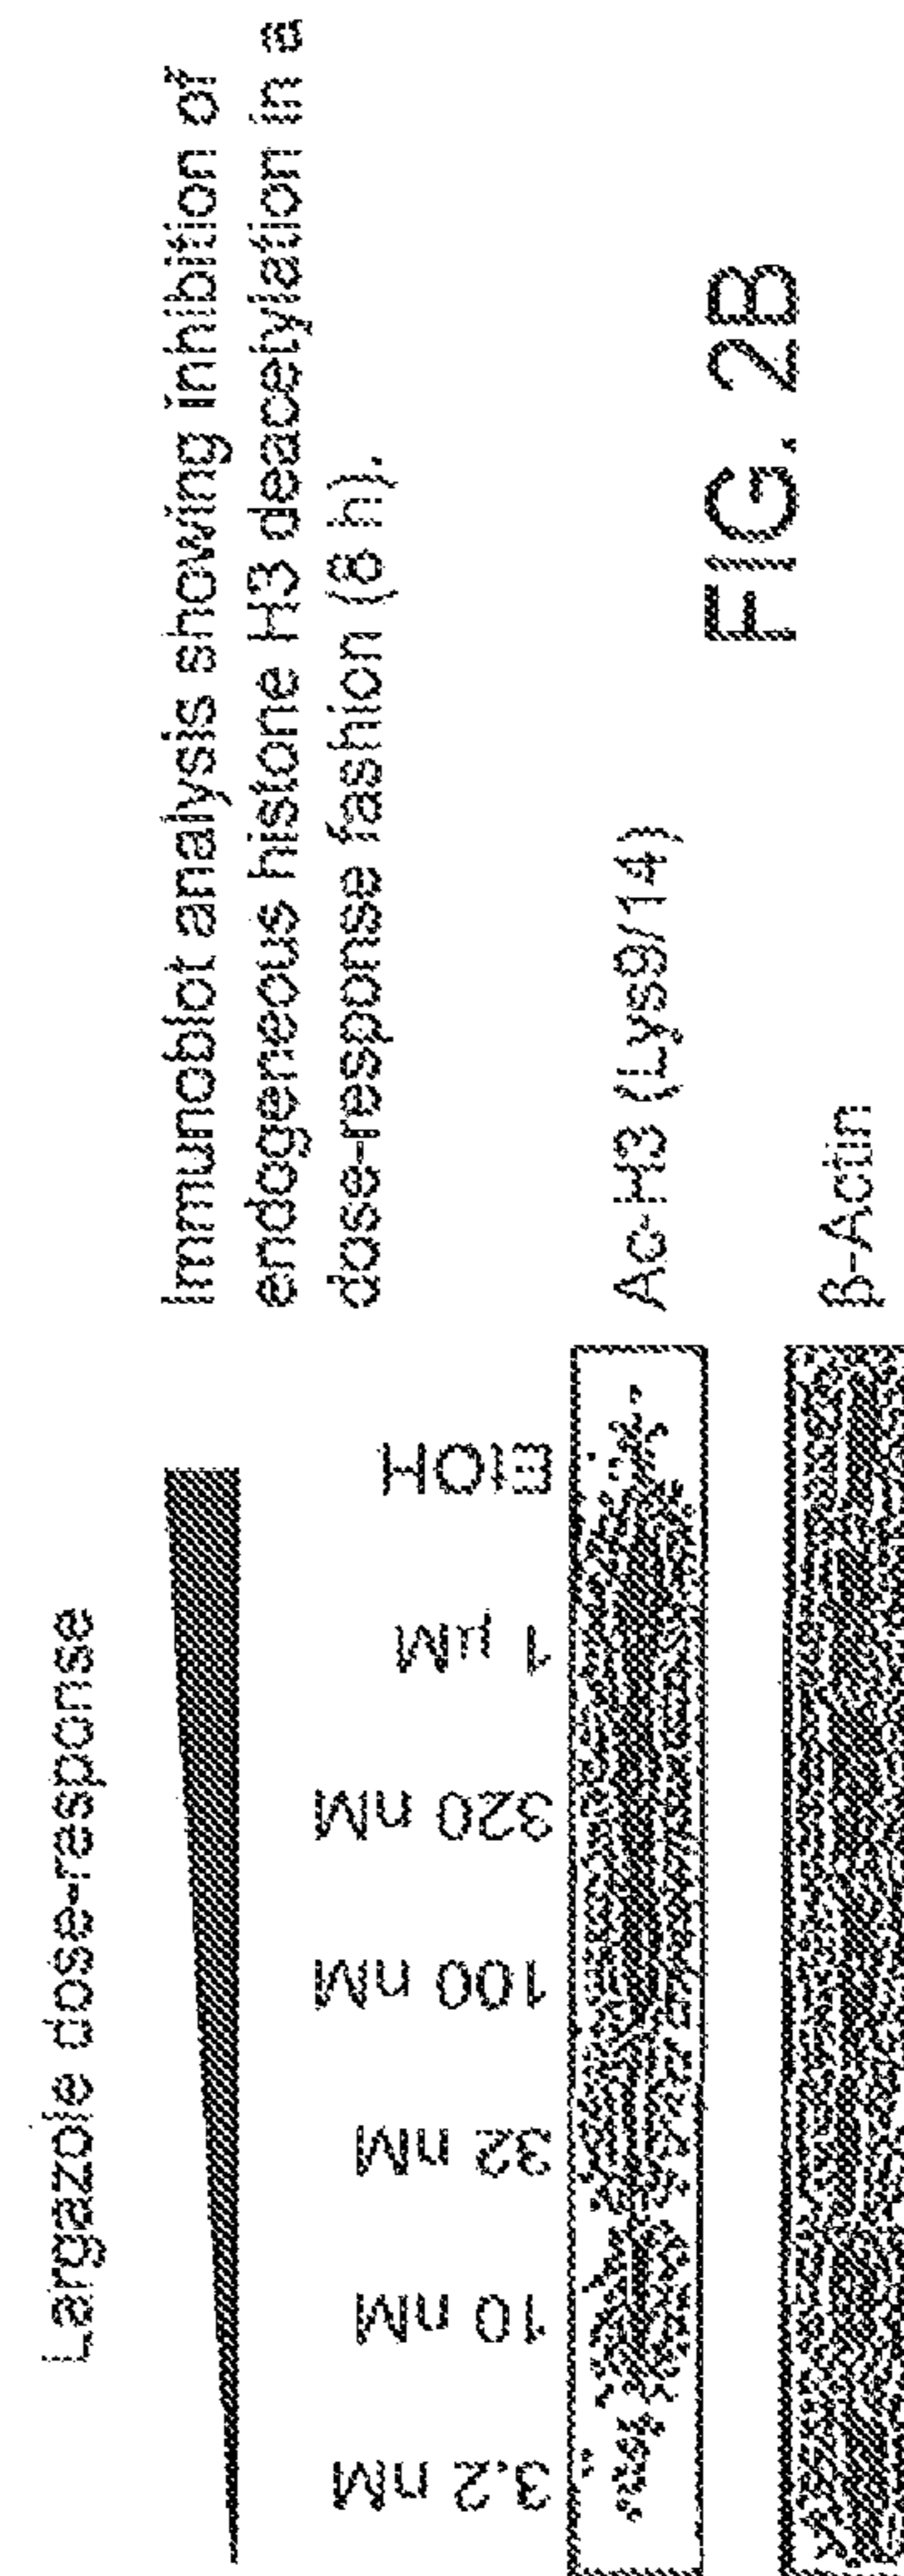 Largazole dose-response
3.2 nM 10 nM 32 nM 100 nM 320 nM 1 µM EtOH
Immunoblot analysis showing inhibition of
endogeneous histone H3 deacetylation in a
dose-response fashion (8 h).
Ac-H3 (Lys9/14)
β-Actin
FIG. 2B